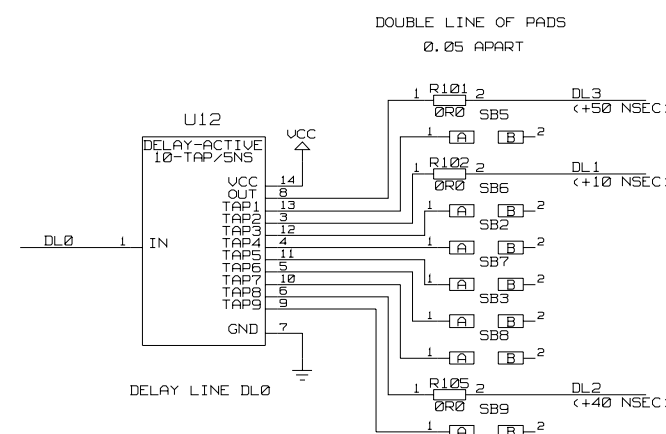 DOUBLE LINE OF PADS
0.05 APART
U12
DELAY-ACTIVE
10-TAP/5NS
VCC
VCC 14
OUT 8
TAP1 13
TAP2 3
TAP3 12
TAP4 4
TAP5 11
TAP6 5
TAP7 10
TAP8 6
TAP9 9
GND 7
DL0 1 IN
DELAY LINE DL0
1 R101 2 DL3
0R0 SB5 (+50 NSEC)
1 A B 2
1 R102 2 DL1
0R0 SB6 (+10 NSEC)
1 A B 2
SB2
1 A B 2
SB7
1 A B 2
SB3
1 A B 2
SB8
1 A B 2
1 R105 2 DL2
0R0 SB9 (+40 NSEC)
1 A B 2